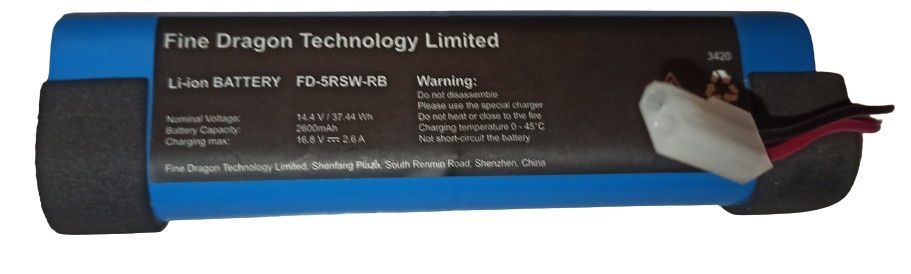 Fine Dragon Technology Limited
3420
Li-ion BATTERY FD-5RSW-RB
Nominal Voltage: 14.4 V / 37.44 Wh
Battery Capacity: 2600mAh
Charging max: 16.8 V ⎓ 2.6 A
Warning:
Do not disassemble
Please use the special charger
Do not heat or close to the fire
Charging temperature 0 - 45°C
Not short-circuit the battery
Fine Dragon Technology Limited, Shenfang Plaza, South Renmin Road, Shenzhen, China